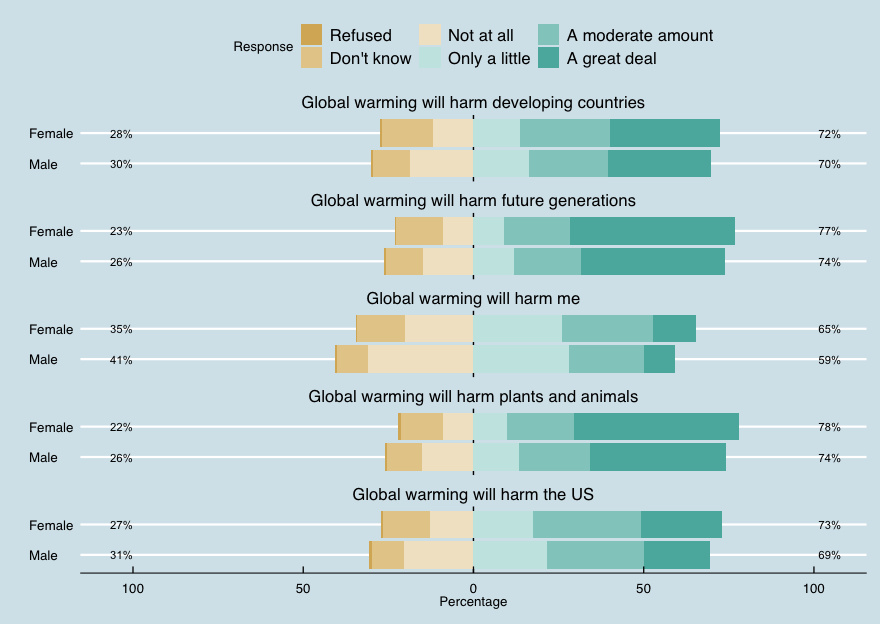 Response
Refused Not at all A moderate amount
Don't know Only a little A great deal
Global warming will harm developing countries
Female 28% 72%
Male 30% 70%
Global warming will harm future generations
Female 23% 77%
Male 26% 74%
Global warming will harm me
Female 35% 65%
Male 41% 59%
Global warming will harm plants and animals
Female 22% 78%
Male 26% 74%
Global warming will harm the US
Female 27% 73%
Male 31% 69%
100 50 0 50 100
Percentage